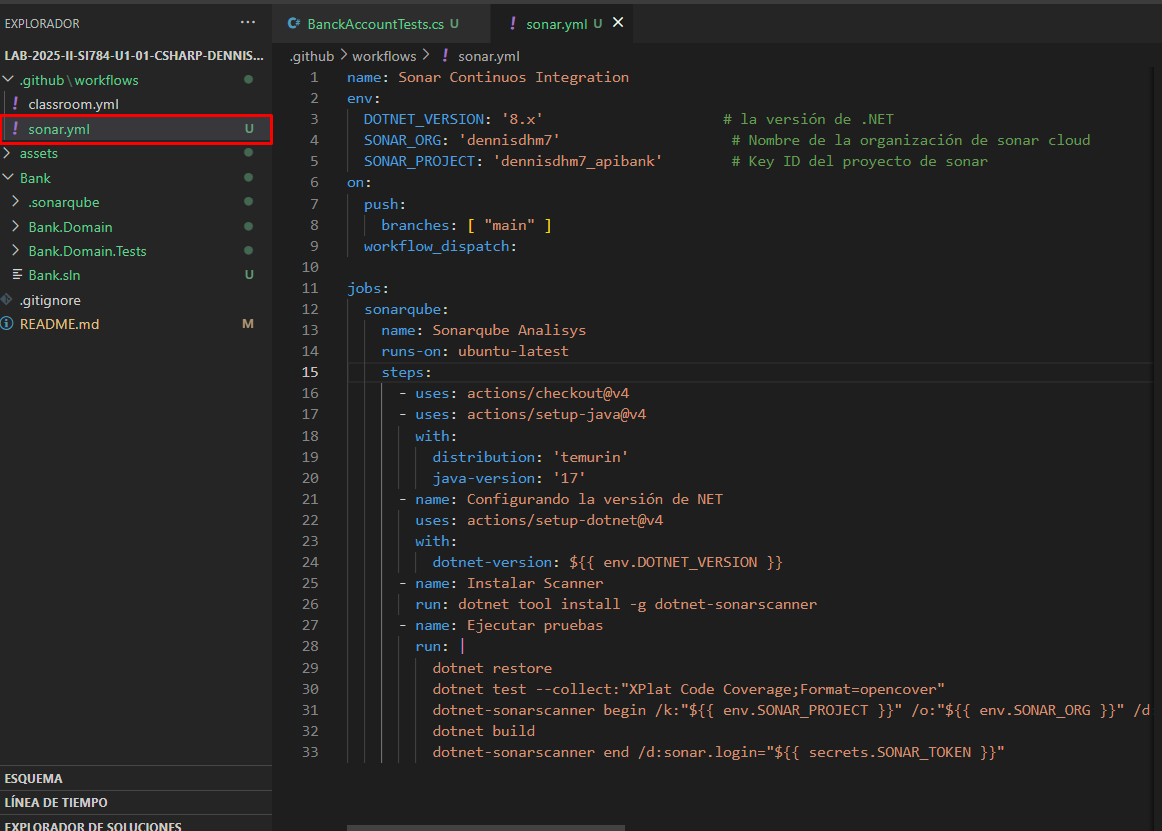 EXPLORADOR ···
LAB-2025-II-SI784-U1-01-CSHARP-DENNIS...
.github\workflows
! classroom.yml
! sonar.yml U
assets
Bank
.sonarqube
Bank.Domain
Bank.Domain.Tests
Bank.sln U
.gitignore
README.md M
ESQUEMA
LÍNEA DE TIEMPO
EXPLORADOR DE SOLUCIONES
C# BanckAccountTests.cs U
! sonar.yml U ×
.github > workflows > ! sonar.yml
1 name: Sonar Continuos Integration
2 env:
3 DOTNET_VERSION: '8.x' # la versión de .NET
4 SONAR_ORG: 'dennisdhm7' # Nombre de la organización de sonar cloud
5 SONAR_PROJECT: 'dennisdhm7_apibank' # Key ID del proyecto de sonar
6 on:
7 push:
8 branches: [ "main" ]
9 workflow_dispatch:
10
11 jobs:
12 sonarqube:
13 name: Sonarqube Analisys
14 runs-on: ubuntu-latest
15 steps:
16 - uses: actions/checkout@v4
17 - uses: actions/setup-java@v4
18 with:
19 distribution: 'temurin'
20 java-version: '17'
21 - name: Configurando la versión de NET
22 uses: actions/setup-dotnet@v4
23 with:
24 dotnet-version: ${{ env.DOTNET_VERSION }}
25 - name: Instalar Scanner
26 run: dotnet tool install -g dotnet-sonarscanner
27 - name: Ejecutar pruebas
28 run: |
29 dotnet restore
30 dotnet test --collect:"XPlat Code Coverage;Format=opencover"
31 dotnet-sonarscanner begin /k:"${{ env.SONAR_PROJECT }}" /o:"${{ env.SONAR_ORG }}" /d
32 dotnet build
33 dotnet-sonarscanner end /d:sonar.login="${{ secrets.SONAR_TOKEN }}"